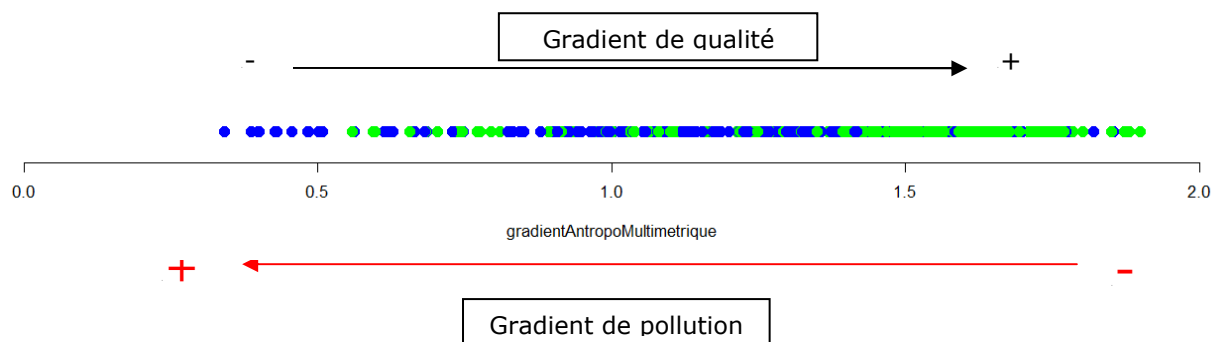 Gradient de qualité
- +
0.0 0.5 1.0 1.5 2.0
gradientAntropoMultimetrique
+ -
Gradient de pollution